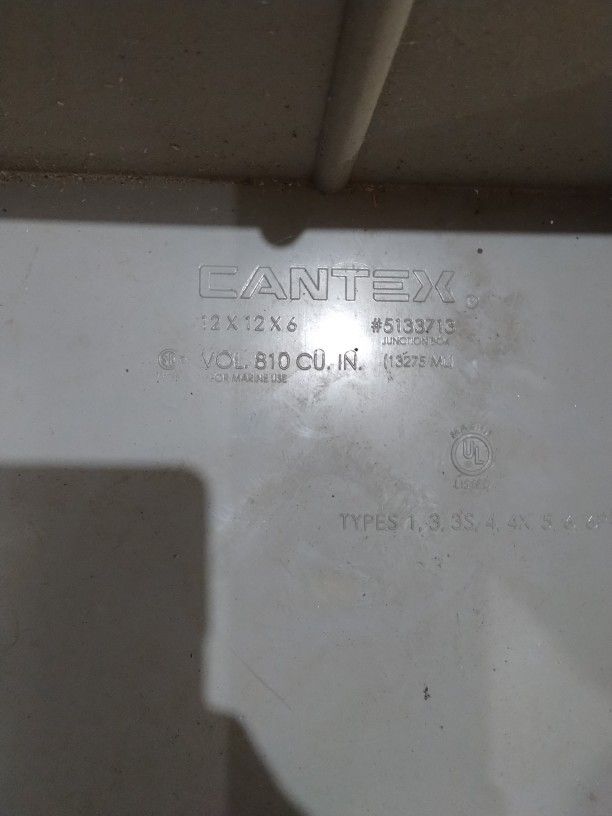 CANTEX®
12 X 12 X 6 #5133713
JUNCTION BOX
VOL. 810 CU. IN. (13275 ML)
FOR MARINE USE
UL
LISTED
TYPES 1, 3, 3S, 4, 4X, 5, 6,